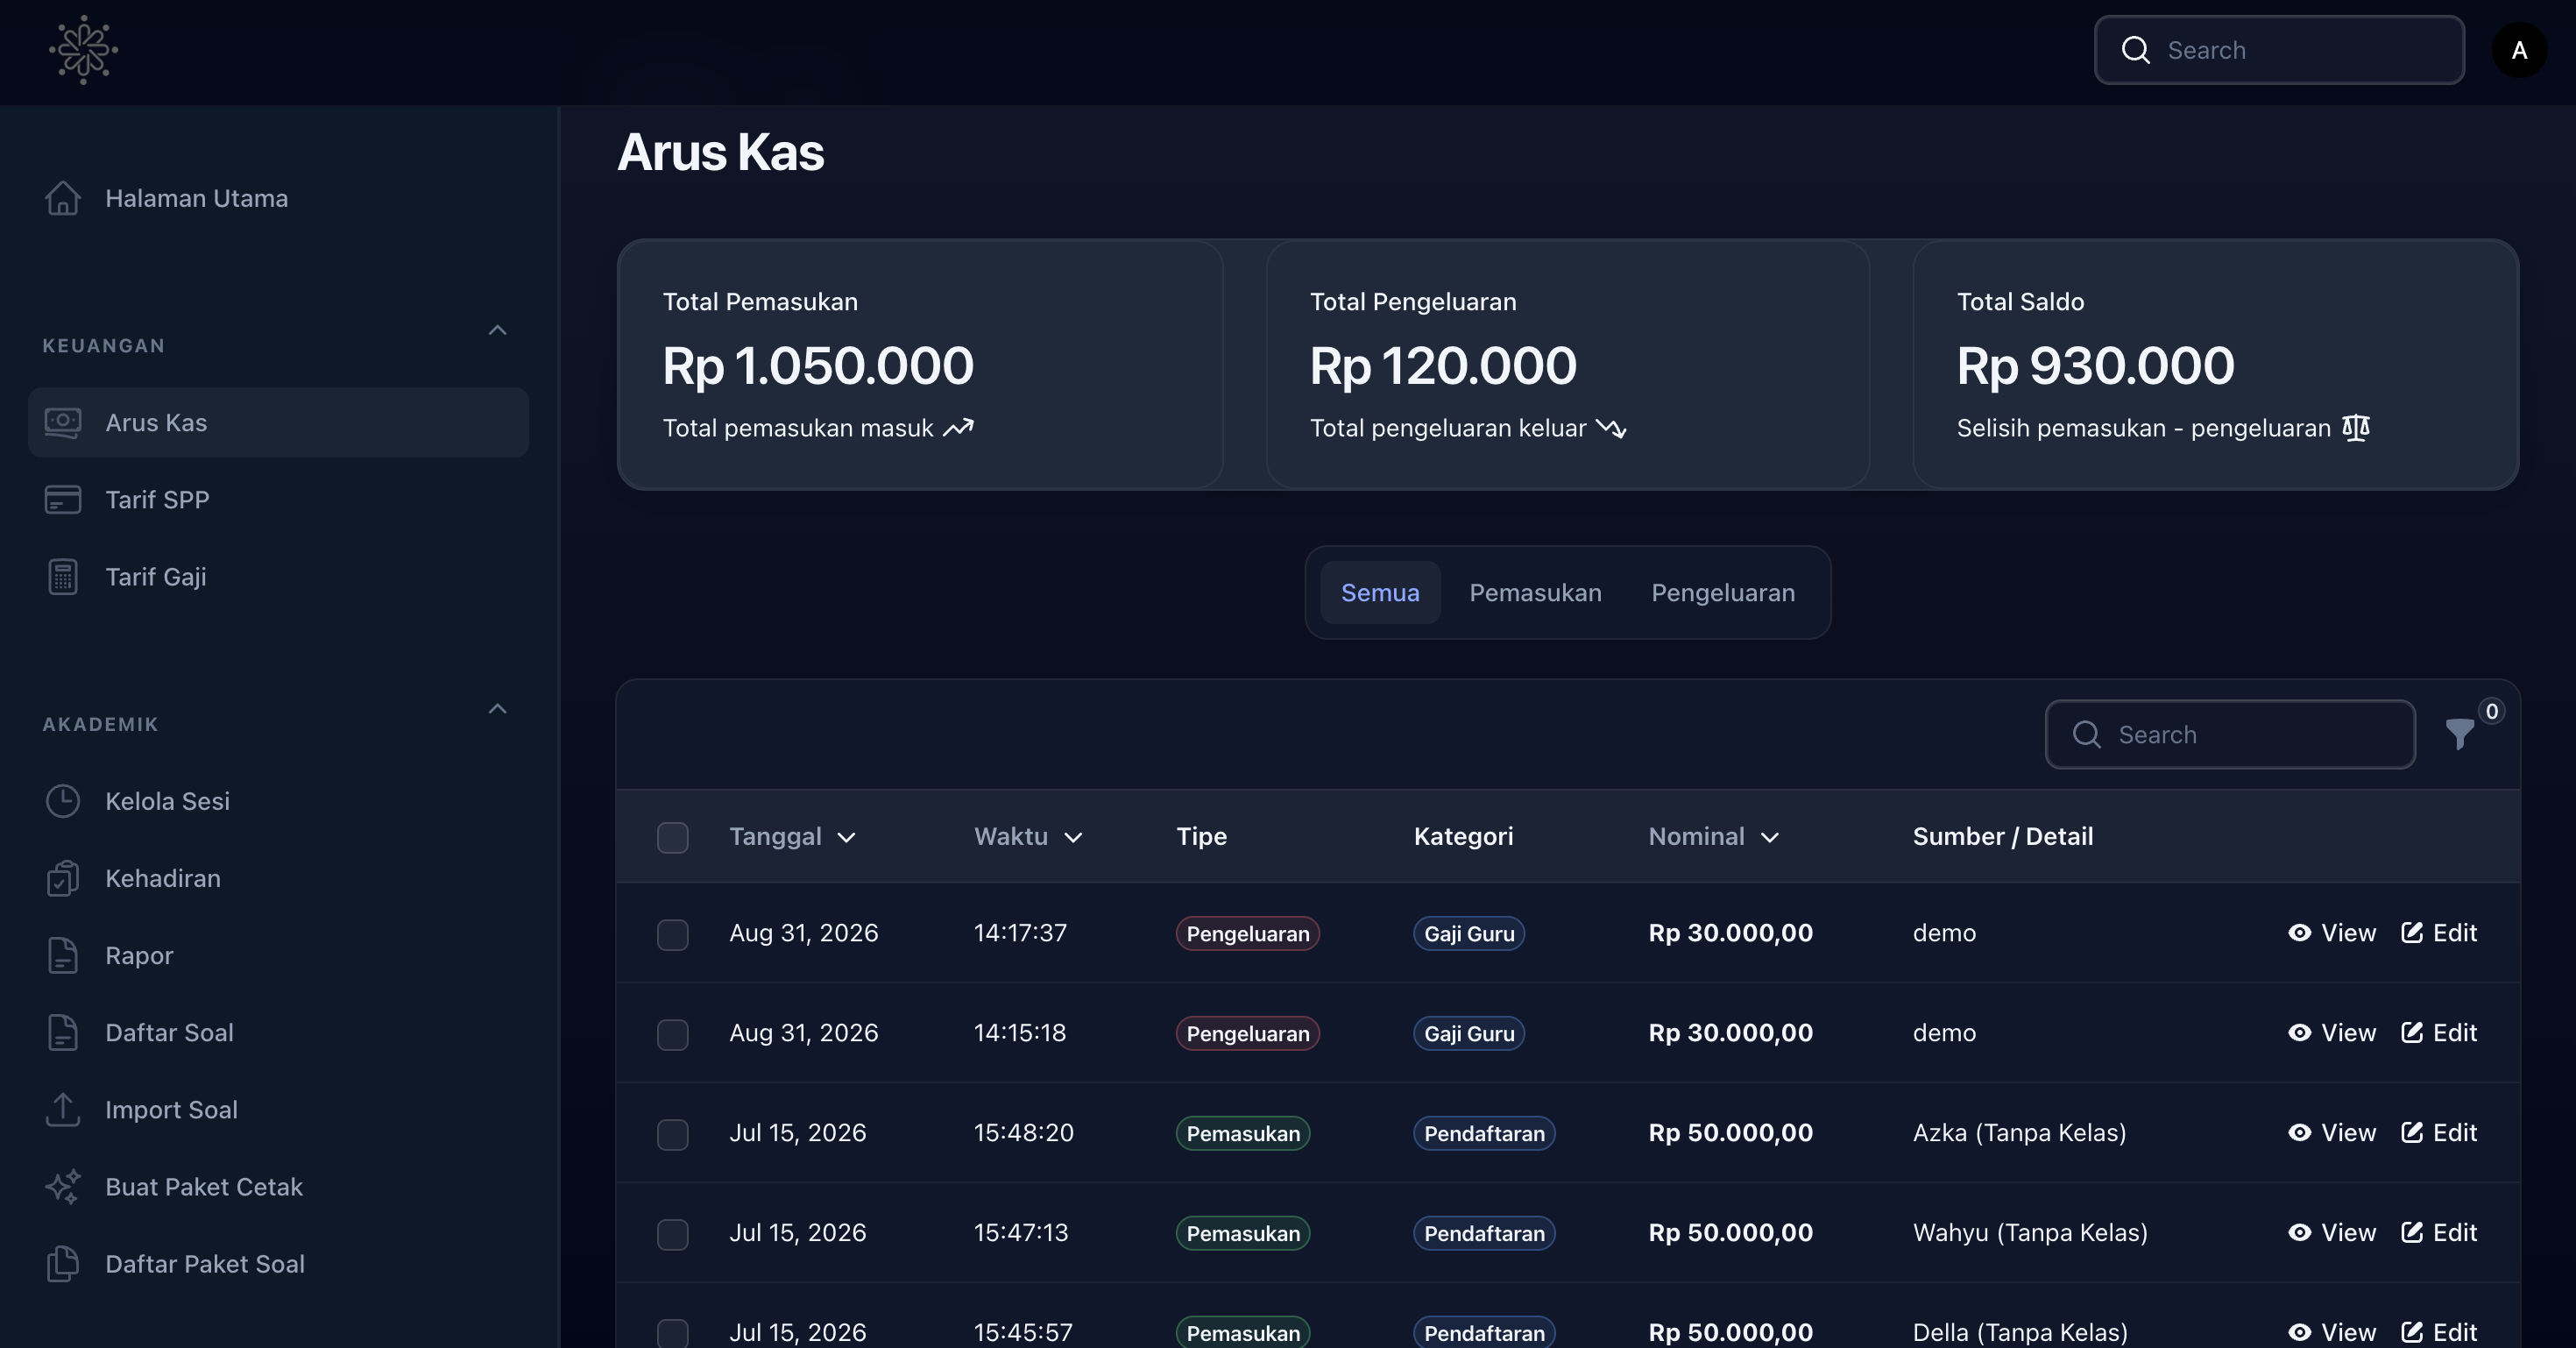 Search
A
Halaman Utama
KEUANGAN
Arus Kas
Tarif SPP
Tarif Gaji
AKADEMIK
Kelola Sesi
Kehadiran
Rapor
Daftar Soal
Import Soal
Buat Paket Cetak
Daftar Paket Soal
Arus Kas
Total Pemasukan
Rp 1.050.000
Total pemasukan masuk
Total Pengeluaran
Rp 120.000
Total pengeluaran keluar
Total Saldo
Rp 930.000
Selisih pemasukan - pengeluaran
Semua Pemasukan Pengeluaran
Search 0
Tanggal Waktu Tipe Kategori Nominal Sumber / Detail
Aug 31, 2026 14:17:37 Pengeluaran Gaji Guru Rp 30.000,00 demo View Edit
Aug 31, 2026 14:15:18 Pengeluaran Gaji Guru Rp 30.000,00 demo View Edit
Jul 15, 2026 15:48:20 Pemasukan Pendaftaran Rp 50.000,00 Azka (Tanpa Kelas) View Edit
Jul 15, 2026 15:47:13 Pemasukan Pendaftaran Rp 50.000,00 Wahyu (Tanpa Kelas) View Edit
Jul 15, 2026 15:45:57 Pemasukan Pendaftaran Rp 50.000,00 Della (Tanpa Kelas) View Edit